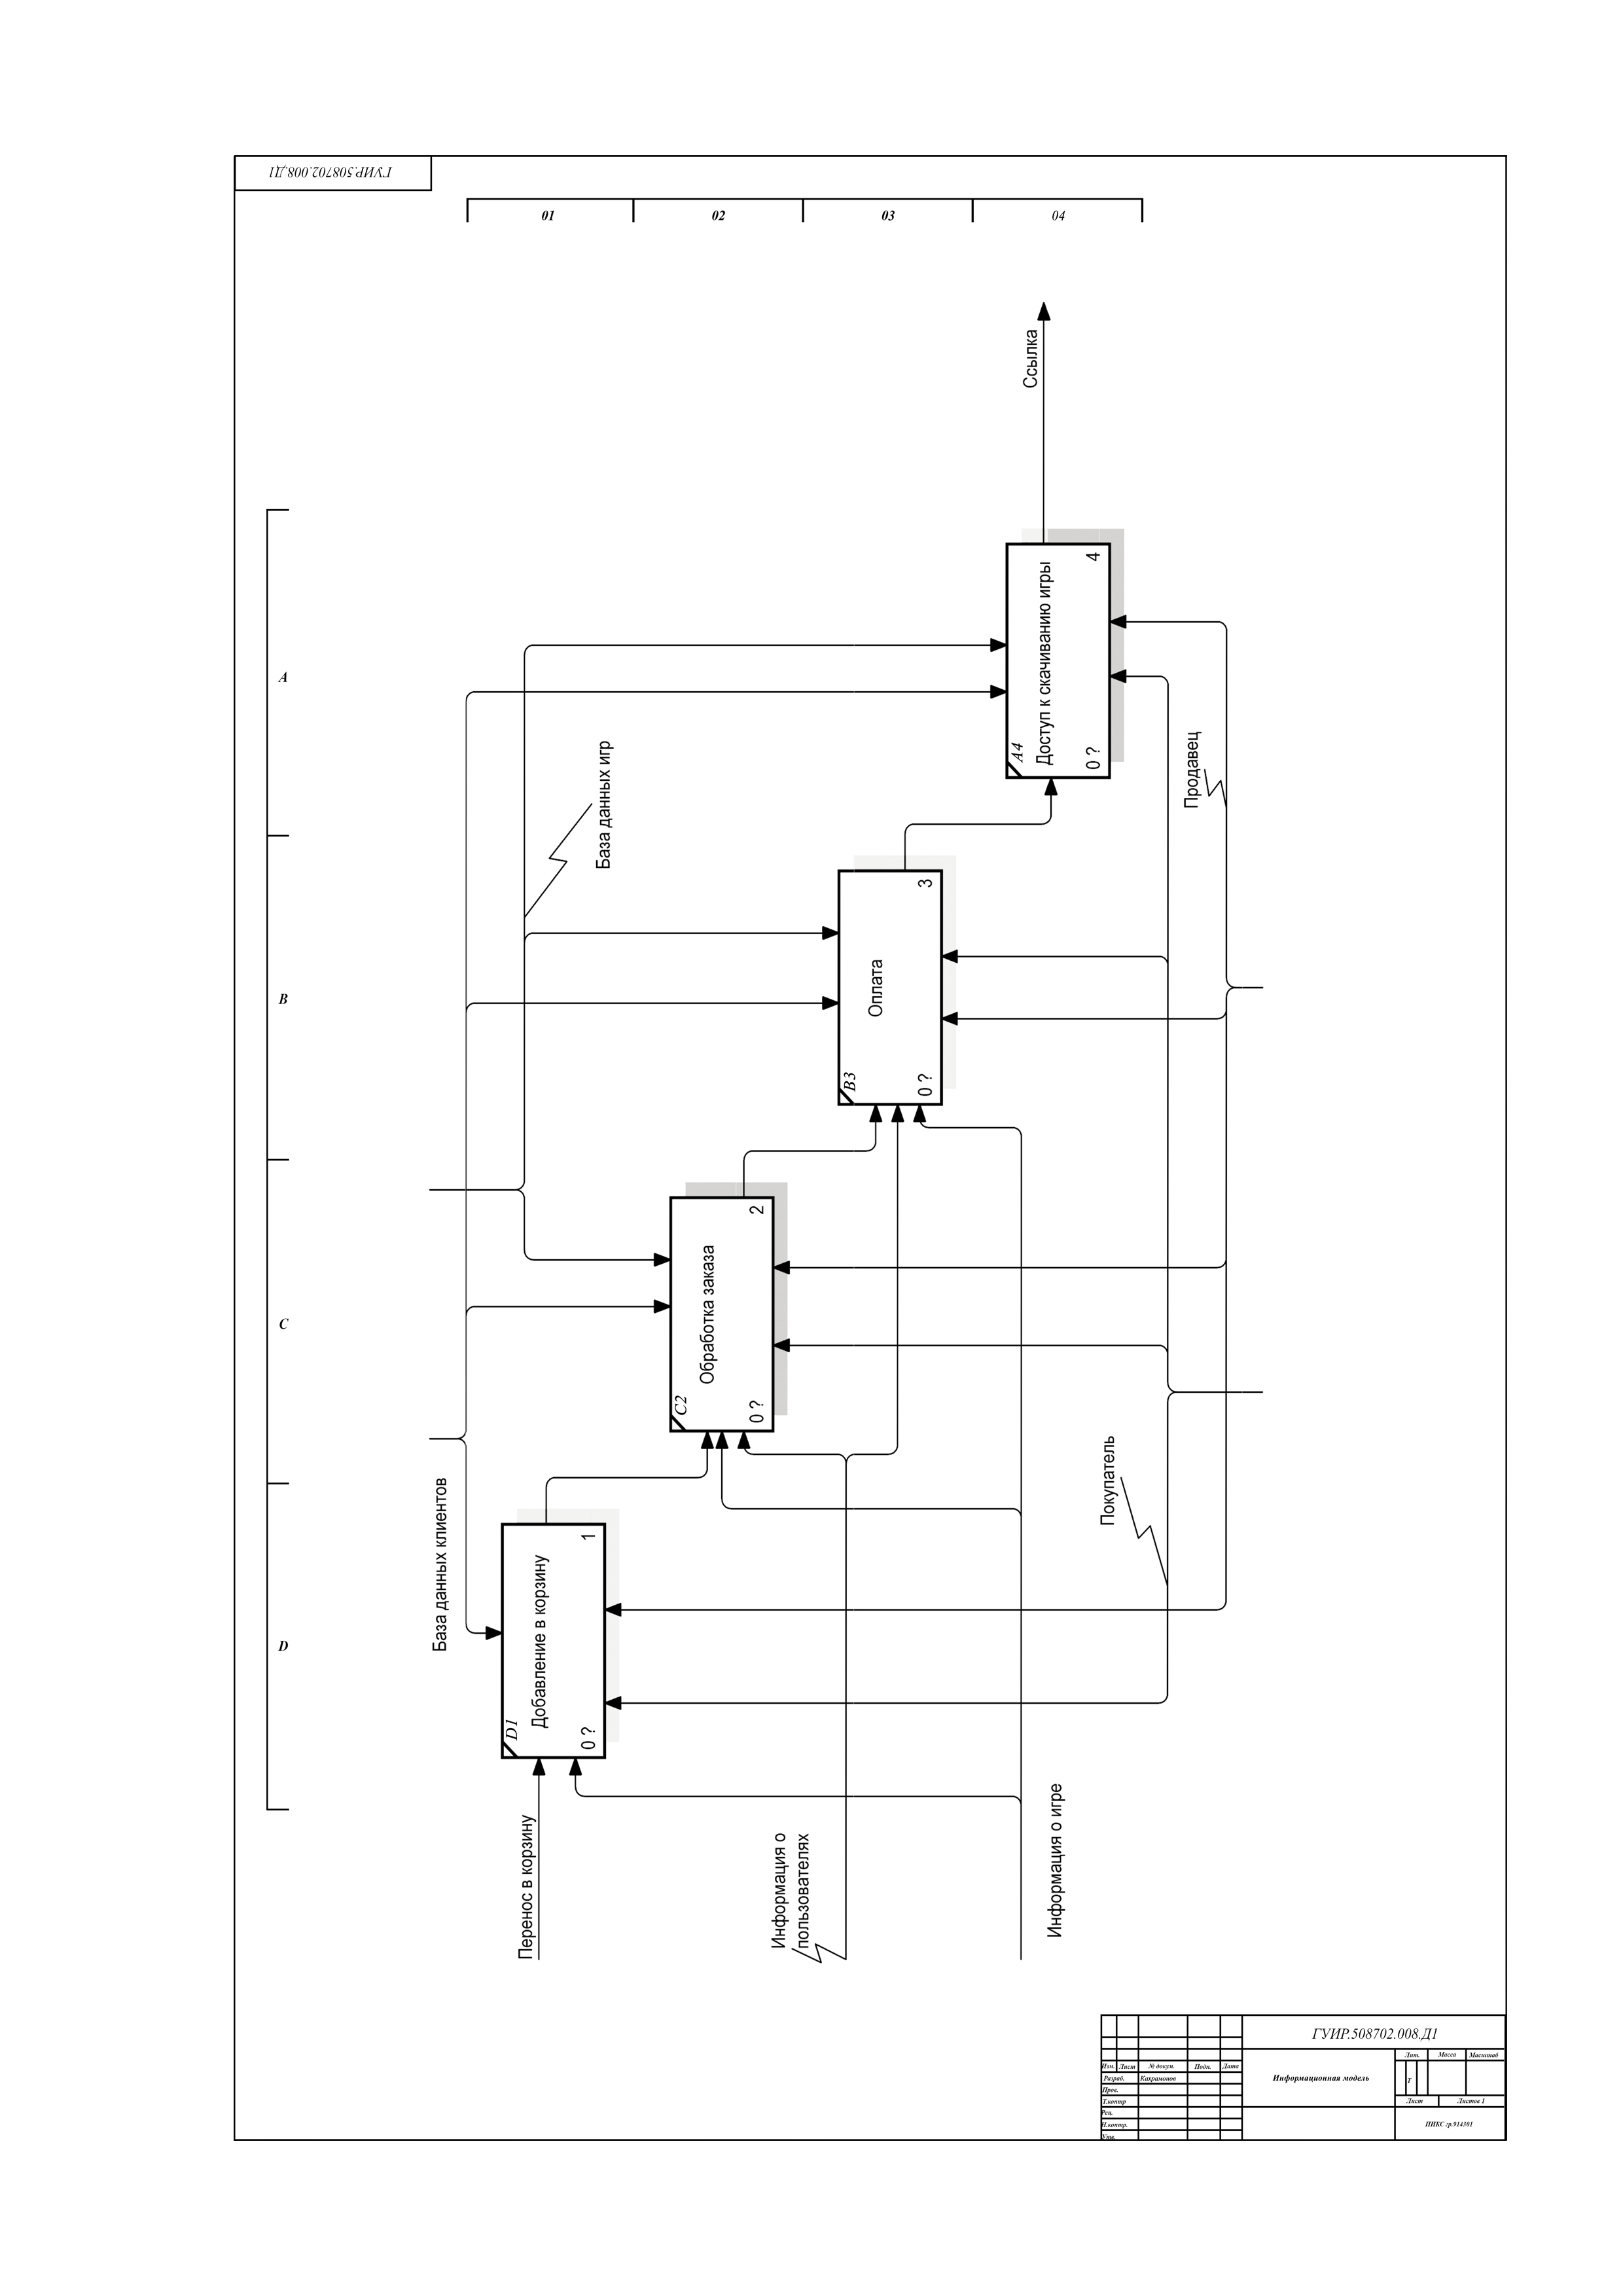 ГУИР.508702.008.Д1
01
02
03
04
A
B
C
D
Ссылка
База данных игр
A4
Доступ к скачиванию игры
0 ?
4
Продавец
B3
Оплата
0 ?
3
C2
Обработка заказа
0 ?
2
База данных клиентов
D1
Добавление в корзину
0 ?
1
Покупатель
Перенос в корзину
Информация о
пользователях
Информация о игре
ГУИР.508702.008.Д1
Изм. Лист № докум. Подп. Дата
Разраб. Кахрамонов
Пров.
Т.контр
Рец.
Н.контр.
Утв.
Информационная модель
Лит. Масса Масштаб
Т
Лист Листов 1
ПИКС гр.914301